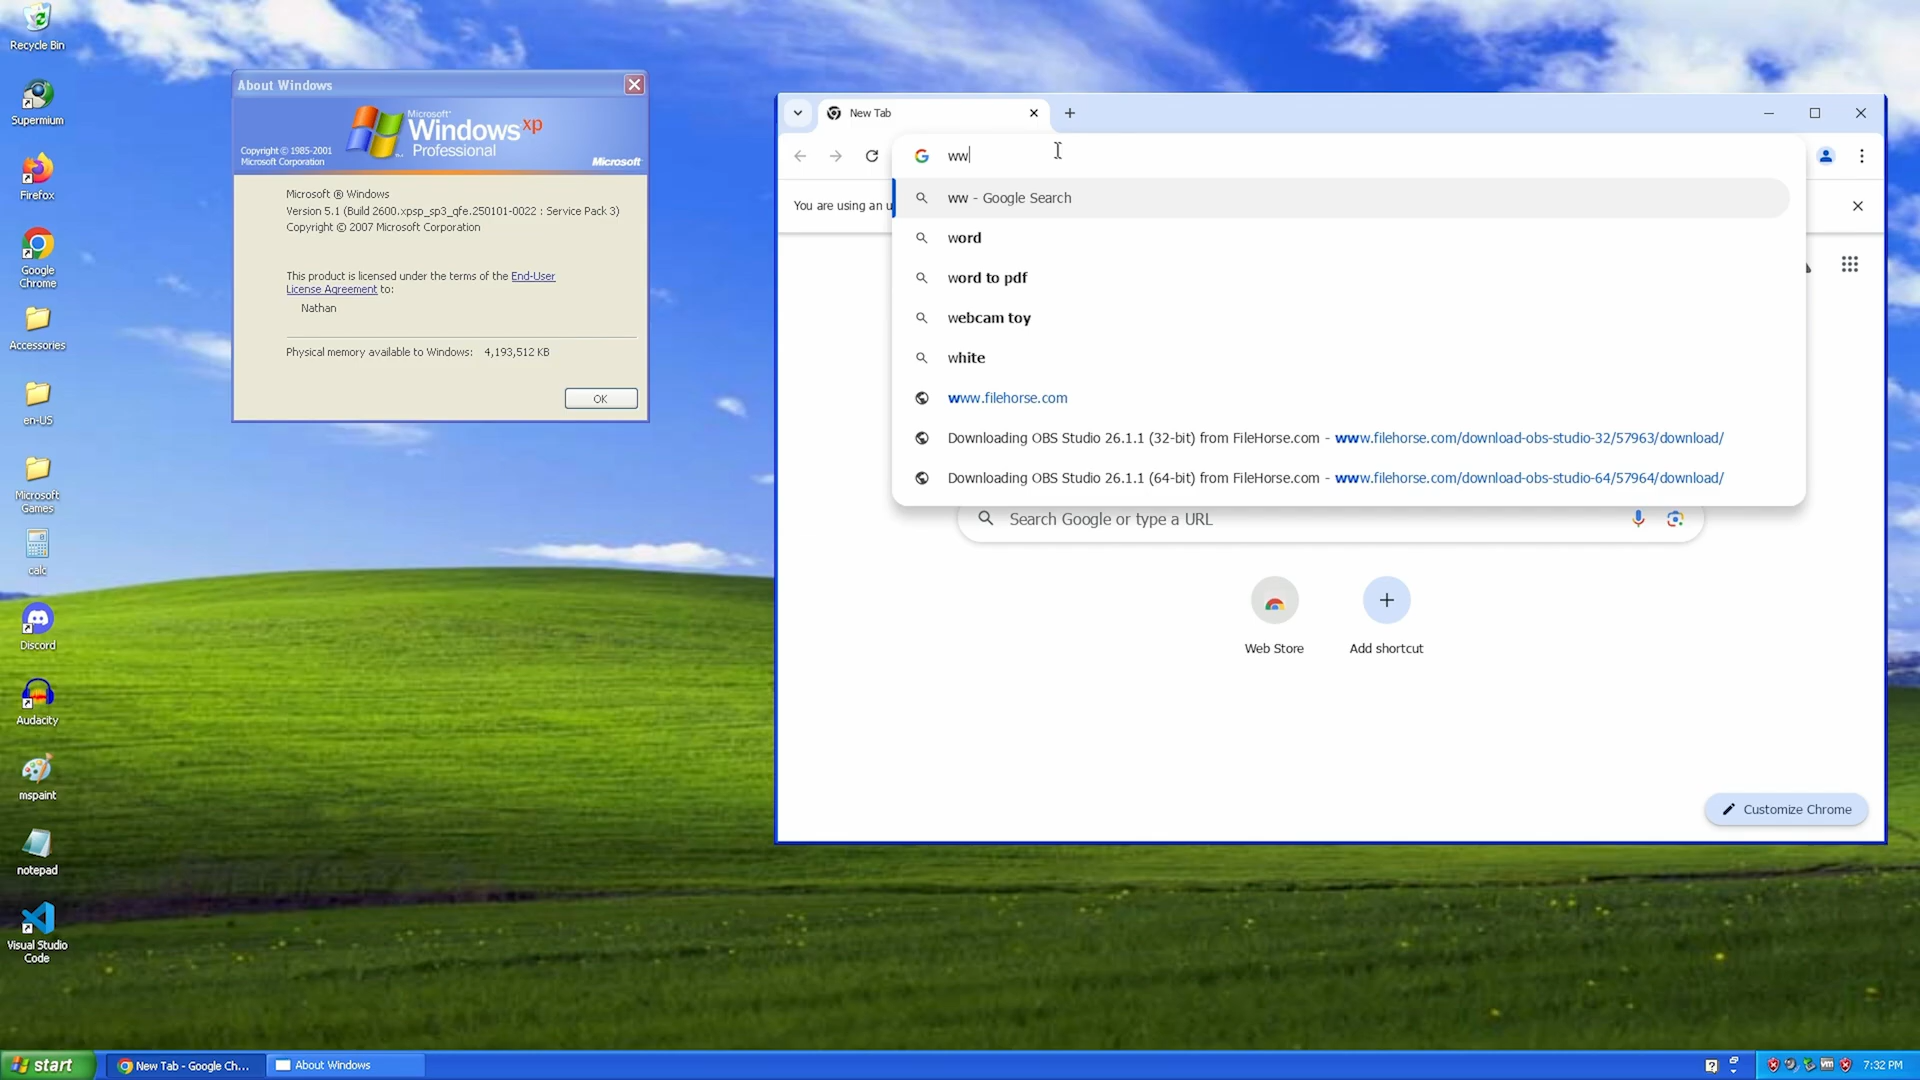 Recycle Bin
Supermium
Firefox
Google
Chrome
Accessories
en-US
Microsoft
Games
calc
Discord
Audacity
mspaint
notepad
Visual Studio
Code
About Windows
Copyright © 1985-2001
Microsoft Corporation
Microsoft®
Windows xp
Professional
Microsoft
Microsoft ® Windows
Version 5.1 (Build 2600.xpsp_sp3_qfe.250101-0022 : Service Pack 3)
Copyright © 2007 Microsoft Corporation
This product is licensed under the terms of the End-User
License Agreement to:
Nathan
Physical memory available to Windows: 4,193,512 KB
OK
New Tab
ww
You are using an u
ww - Google Search
word
word to pdf
webcam toy
white
www.filehorse.com
Downloading OBS Studio 26.1.1 (32-bit) from FileHorse.com - www.filehorse.com/download-obs-studio-32/57963/download/
Downloading OBS Studio 26.1.1 (64-bit) from FileHorse.com - www.filehorse.com/download-obs-studio-64/57964/download/
Search Google or type a URL
Web Store
Add shortcut
Customize Chrome
start
New Tab - Google Ch...
About Windows
7:32 PM